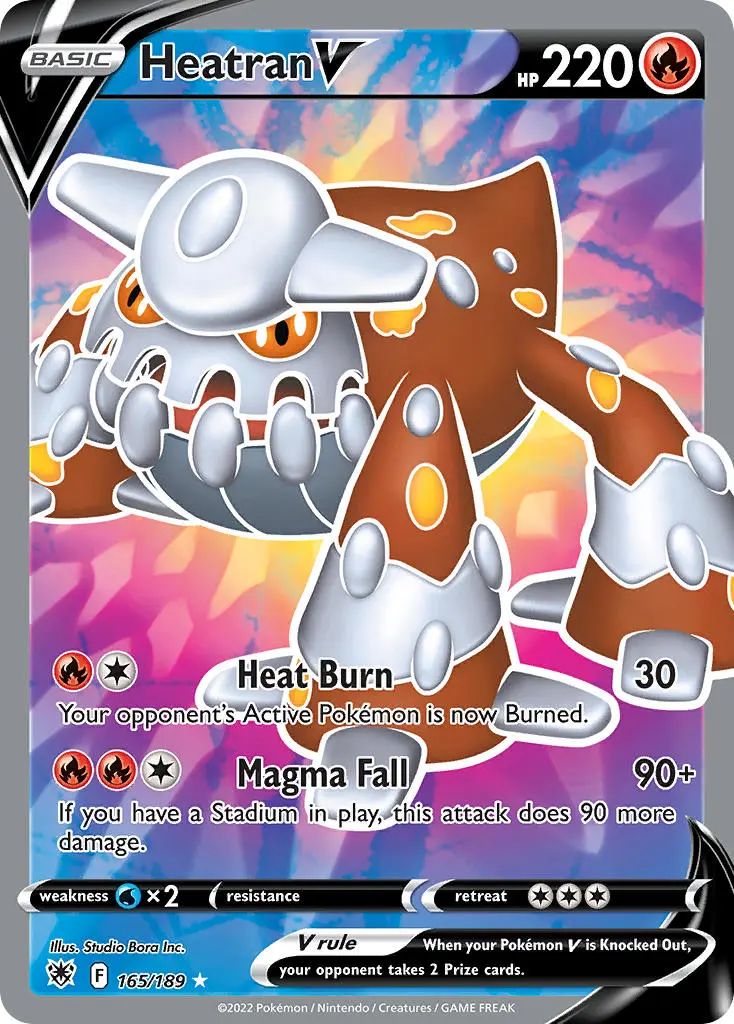 BASIC Heatran V HP 220
Heat Burn 30
Your opponent's Active Pokémon is now Burned.
Magma Fall 90+
If you have a Stadium in play, this attack does 90 more
damage.
weakness ×2 resistance retreat
Illus. Studio Bora Inc.
F 165/189
V rule When your Pokémon V is Knocked Out,
your opponent takes 2 Prize cards.
©2022 Pokémon / Nintendo / Creatures / GAME FREAK